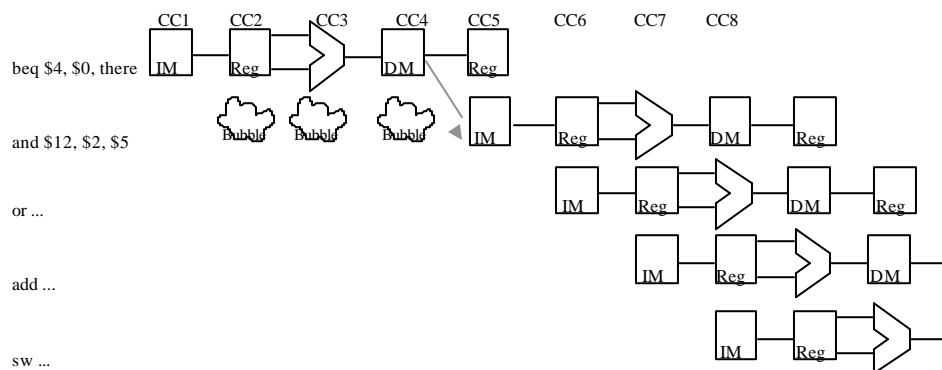 CC1 CC2 CC3 CC4 CC5 CC6 CC7 CC8
beq $4, $0, there IM Reg DM Reg
Bubble Bubble Bubble
and $12, $2, $5 IM Reg DM Reg
or ... IM Reg DM Reg
add ... IM Reg DM
sw ... IM Reg